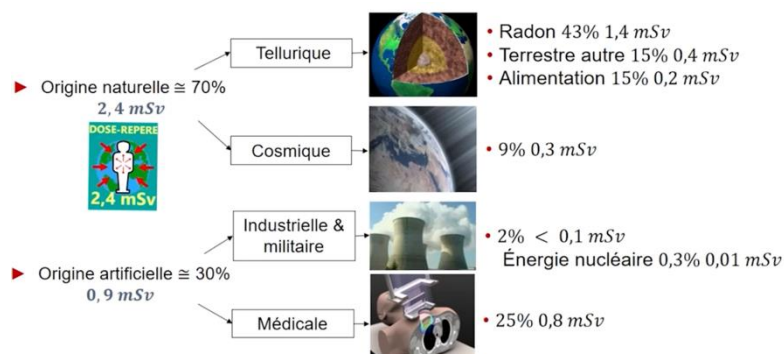 Tellurique
• Radon 43% 1,4 mSv
• Terrestre autre 15% 0,4 mSv
• Alimentation 15% 0,2 mSv
► Origine naturelle ≅ 70%
2,4 mSv
DOSE-REPERE
2,4 mSv
Cosmique
• 9% 0,3 mSv
Industrielle &
militaire
• 2% < 0,1 mSv
Énergie nucléaire 0,3% 0,01 mSv
► Origine artificielle ≅ 30%
0,9 mSv
Médicale
• 25% 0,8 mSv